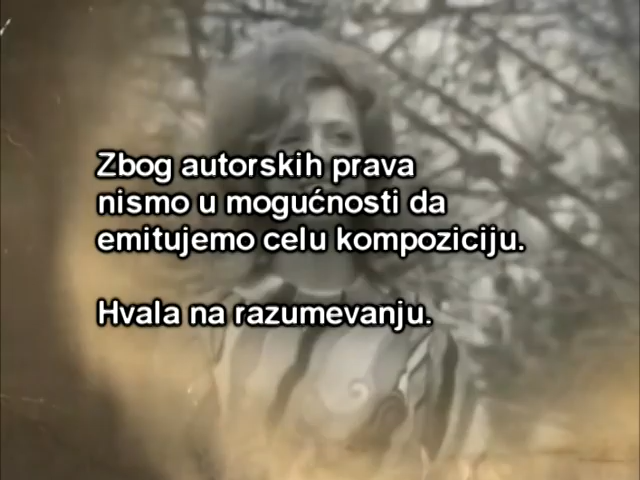 Zbog autorskih prava
nismo u mogućnosti da
emitujemo celu kompoziciju.
Hvala na razumevanju.